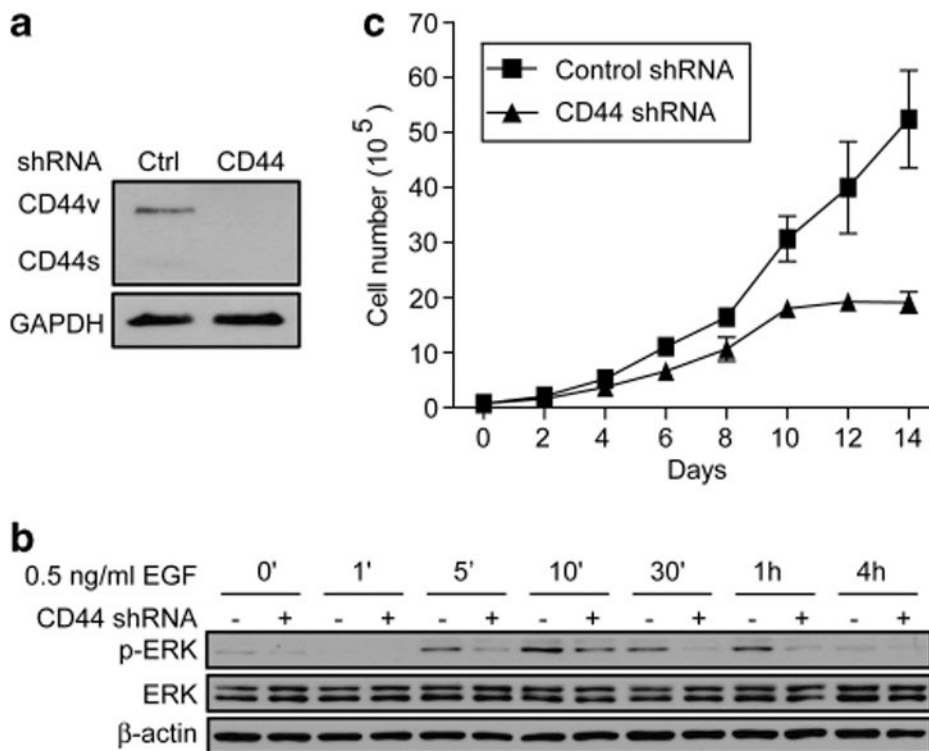 a
shRNA Ctrl CD44
CD44v
CD44s
GAPDH
c
70
60
50
40
30
20
10
0
Cell number (10 5)
Control shRNA
CD44 shRNA
0 2 4 6 8 10 12 14
Days
b
0.5 ng/ml EGF 0' 1' 5' 10' 30' 1h 4h
CD44 shRNA - + - + - + - + - + - + - +
p-ERK
ERK
β-actin